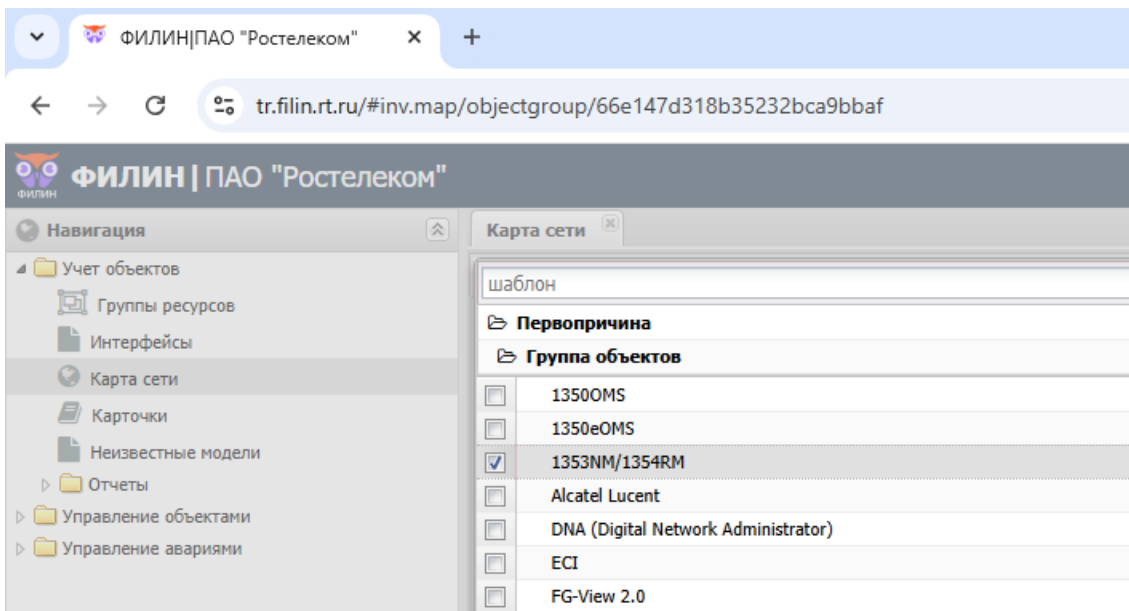 ФИЛИН|ПАО "Ростелеком"
tr.filin.rt.ru/#inv.map/objectgroup/66e147d318b35232bca9bbaf
ФИЛИН
ФИЛИН | ПАО "Ростелеком"
Навигация
Учет объектов
Группы ресурсов
Интерфейсы
Карта сети
Карточки
Неизвестные модели
Отчеты
Управление объектами
Управление авариями
Карта сети
шаблон
Первопричина
Группа объектов
1350OMS
1350eOMS
1353NM/1354RM
Alcatel Lucent
DNA (Digital Network Administrator)
ECI
FG-View 2.0